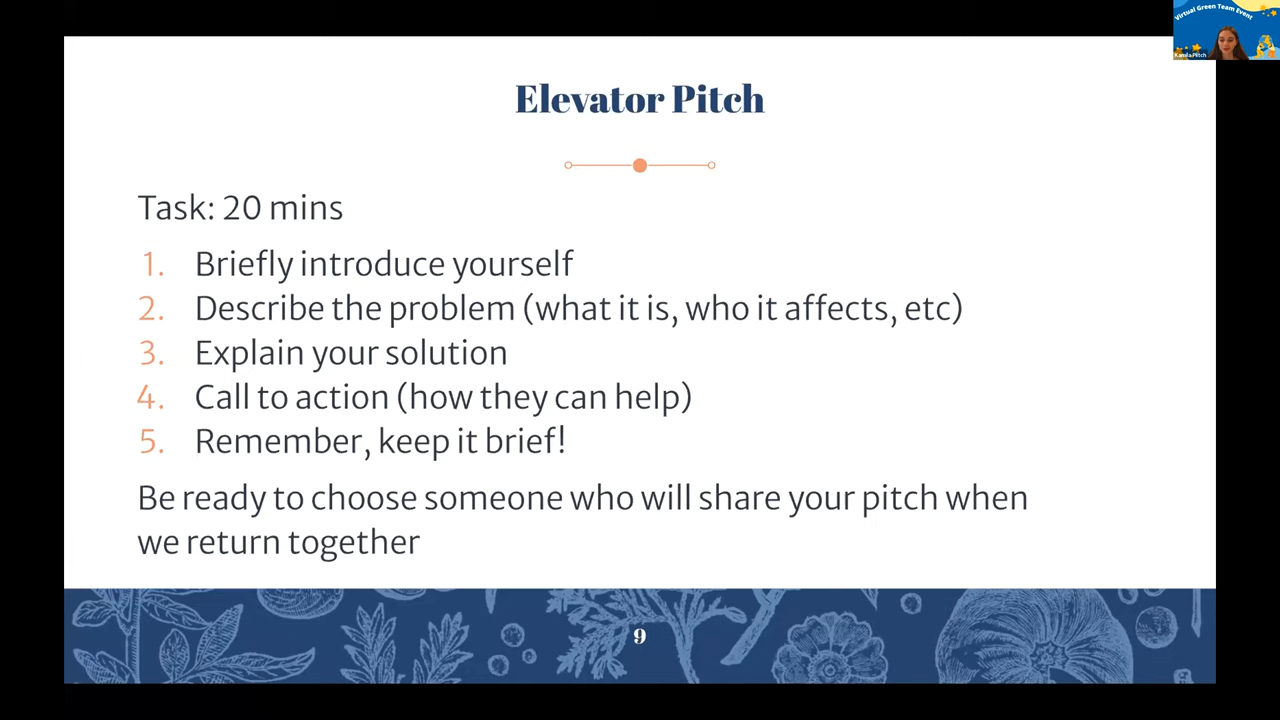 Virtual Green Team Event
Kamila Plitch
Elevator Pitch
Task: 20 mins
1. Briefly introduce yourself
2. Describe the problem (what it is, who it affects, etc)
3. Explain your solution
4. Call to action (how they can help)
5. Remember, keep it brief!
Be ready to choose someone who will share your pitch when
we return together
9